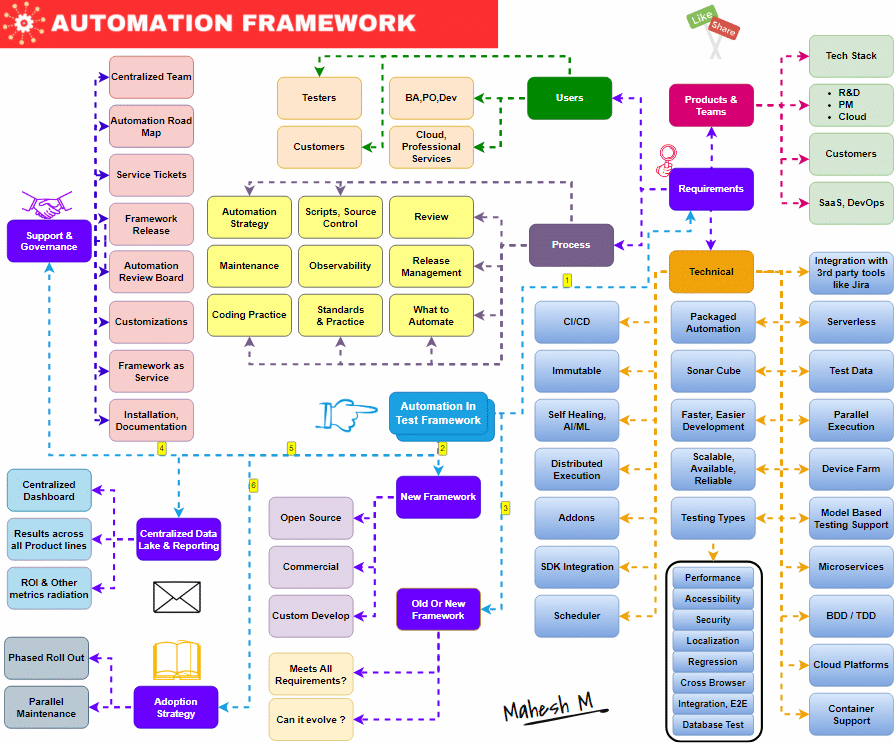 AUTOMATION FRAMEWORK
Like
Share
Centralized Team
Automation Road
Map
Service Tickets
Framework
Release
Automation
Review Board
Customizations
Framework as
Service
Installation,
Documentation
Support &
Governance
Testers
BA,PO,Dev
Customers
Cloud,
Professional
Services
Users
Products &
Teams
Tech Stack
• R&D
• PM
• Cloud
Customers
SaaS, DevOps
Requirements
Automation
Strategy
Scripts, Source
Control
Review
Maintenance
Observability
Release
Management
Coding Practice
Standards
& Practice
What to
Automate
Process
Technical
1
CI/CD
Immutable
Self Healing,
AI/ML
Distributed
Execution
Addons
SDK Integration
Scheduler
Packaged
Automation
Sonar Cube
Faster, Easier
Development
Scalable,
Available,
Reliable
Testing Types
Performance
Accessibility
Security
Localization
Regression
Cross Browser
Integration, E2E
Database Test
Integration with
3rd party tools
like Jira
Serverless
Test Data
Parallel
Execution
Device Farm
Model Based
Testing Support
Microservices
BDD / TDD
Cloud Platforms
Container
Support
Automation In
Test Framework
4
5
2
6
3
New Framework
Open Source
Commercial
Custom Develop
Old Or New
Framework
Meets All
Requirements?
Can it evolve ?
Centralized
Dashboard
Results across
all Product lines
ROI & Other
metrics radiation
Centralized Data
Lake & Reporting
Phased Roll Out
Parallel
Maintenance
Adoption
Strategy
Mahesh M